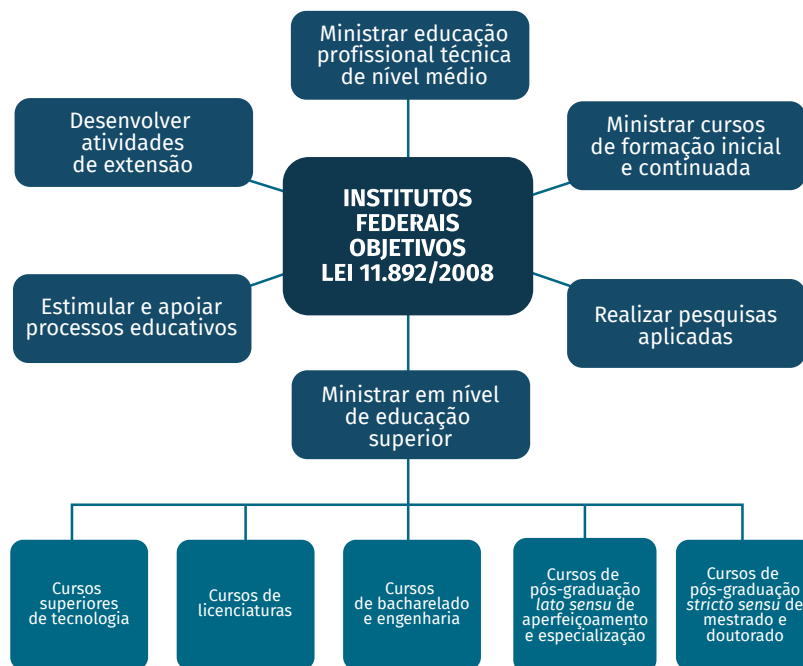 Ministrar educação
profissional técnica
de nível médio
Desenvolver
atividades
de extensão
Ministrar cursos
de formação inicial
e continuada
INSTITUTOS
FEDERAIS
OBJETIVOS
LEI 11.892/2008
Estimular e apoiar
processos educativos
Realizar pesquisas
aplicadas
Ministrar em nível
de educação
superior
Cursos
superiores
de tecnologia
Cursos de
licenciaturas
Cursos
de bacharelado
e engenharia
Cursos de
pós-graduação
lato sensu de
aperfeiçoamento
e especialização
Cursos de
pós-graduação
stricto sensu de
mestrado e
doutorado